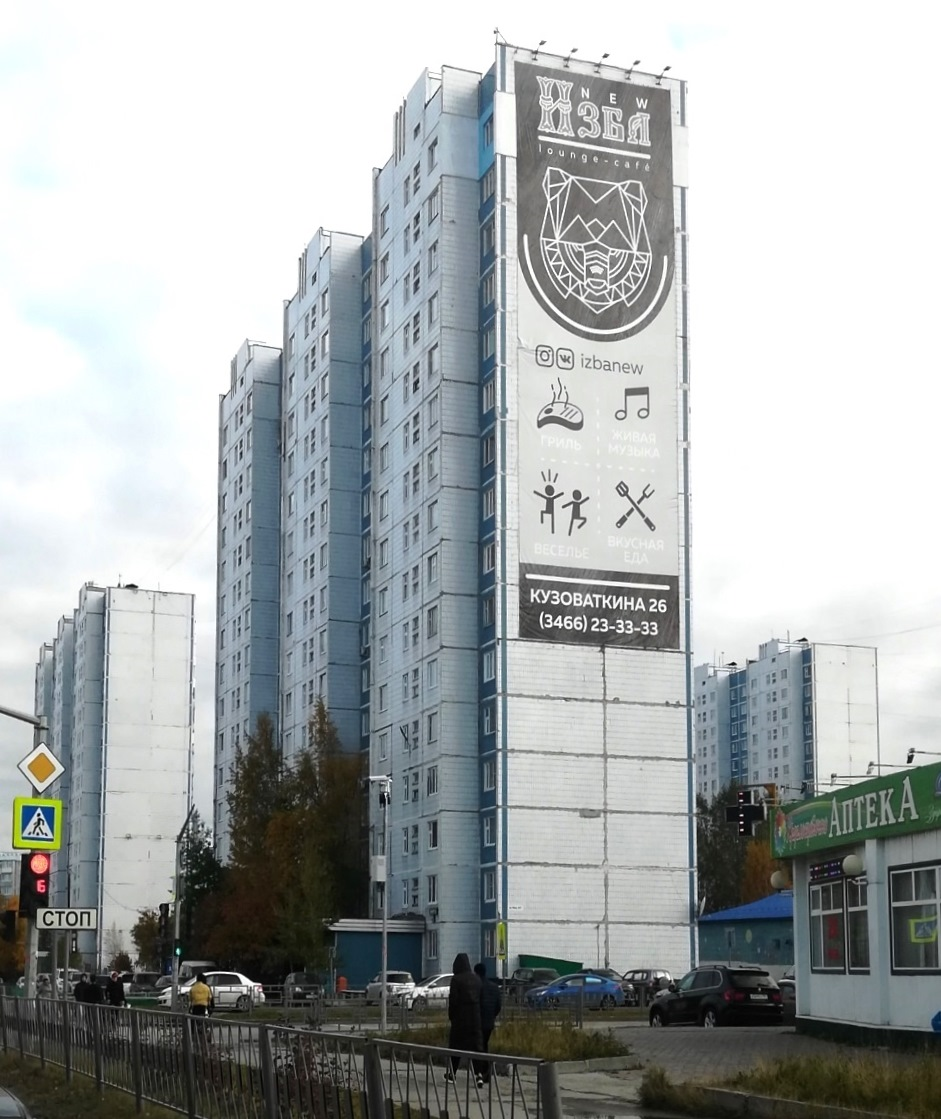 NEW
ИЗБА
lounge-café
izbanew
ГРИЛЬ
ЖИВАЯ
МУЗЫКА
ВЕСЕЛЬЕ
ВКУСНАЯ
ЕДА
КУЗОВАТКИНА 26
(3466) 23-33-33
6
СТОП
АПТЕКА